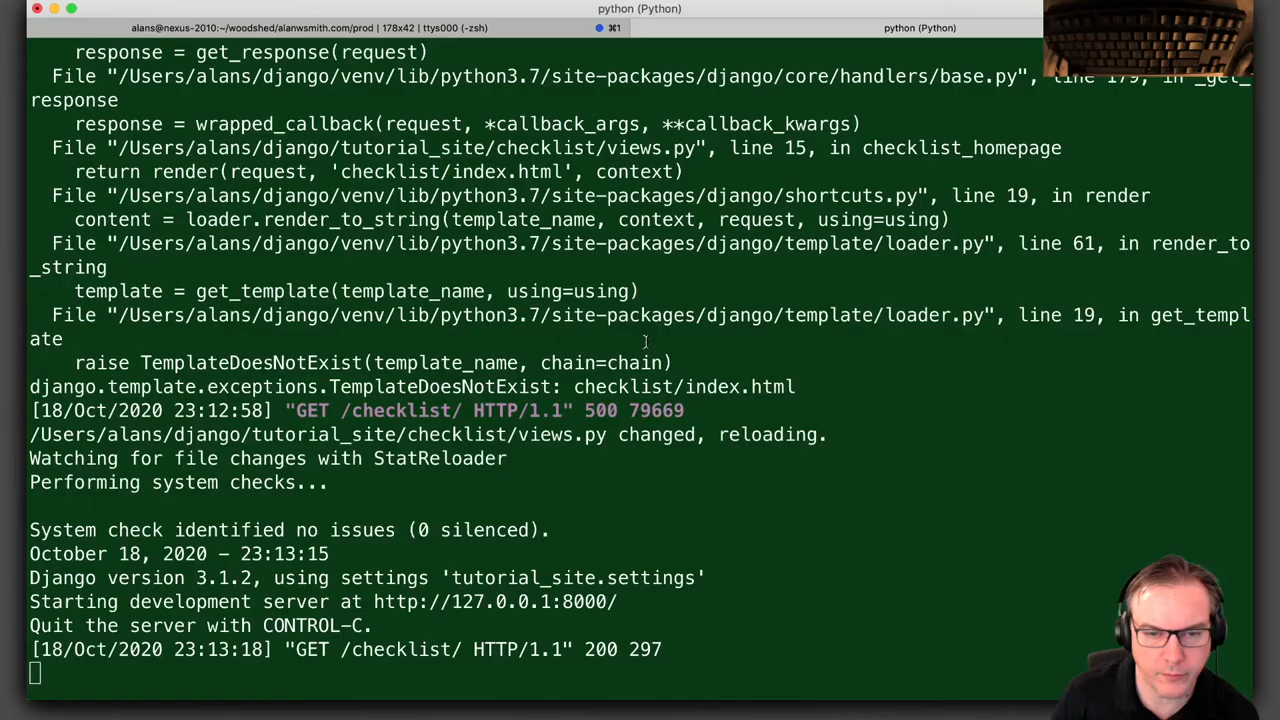 python (Python)
alans@nexus-2010:~/woodshed/alanwsmith.com/prod | 178x42 | ttys000 (-zsh)
⌘1
python (Python)
response = get_response(request)
File "/Users/alans/django/venv/lib/python3.7/site-packages/django/core/handlers/base.py", line 179, in _get_
response
response = wrapped_callback(request, *callback_args, **callback_kwargs)
File "/Users/alans/django/tutorial_site/checklist/views.py", line 15, in checklist_homepage
return render(request, 'checklist/index.html', context)
File "/Users/alans/django/venv/lib/python3.7/site-packages/django/shortcuts.py", line 19, in render
content = loader.render_to_string(template_name, context, request, using=using)
File "/Users/alans/django/venv/lib/python3.7/site-packages/django/template/loader.py", line 61, in render_to
_string
template = get_template(template_name, using=using)
File "/Users/alans/django/venv/lib/python3.7/site-packages/django/template/loader.py", line 19, in get_templ
ate
raise TemplateDoesNotExist(template_name, chain=chain)
django.template.exceptions.TemplateDoesNotExist: checklist/index.html
[18/Oct/2020 23:12:58] "GET /checklist/ HTTP/1.1" 500 79669
/Users/alans/django/tutorial_site/checklist/views.py changed, reloading.
Watching for file changes with StatReloader
Performing system checks...
System check identified no issues (0 silenced).
October 18, 2020 - 23:13:15
Django version 3.1.2, using settings 'tutorial_site.settings'
Starting development server at http://127.0.0.1:8000/
Quit the server with CONTROL-C.
[18/Oct/2020 23:13:18] "GET /checklist/ HTTP/1.1" 200 297